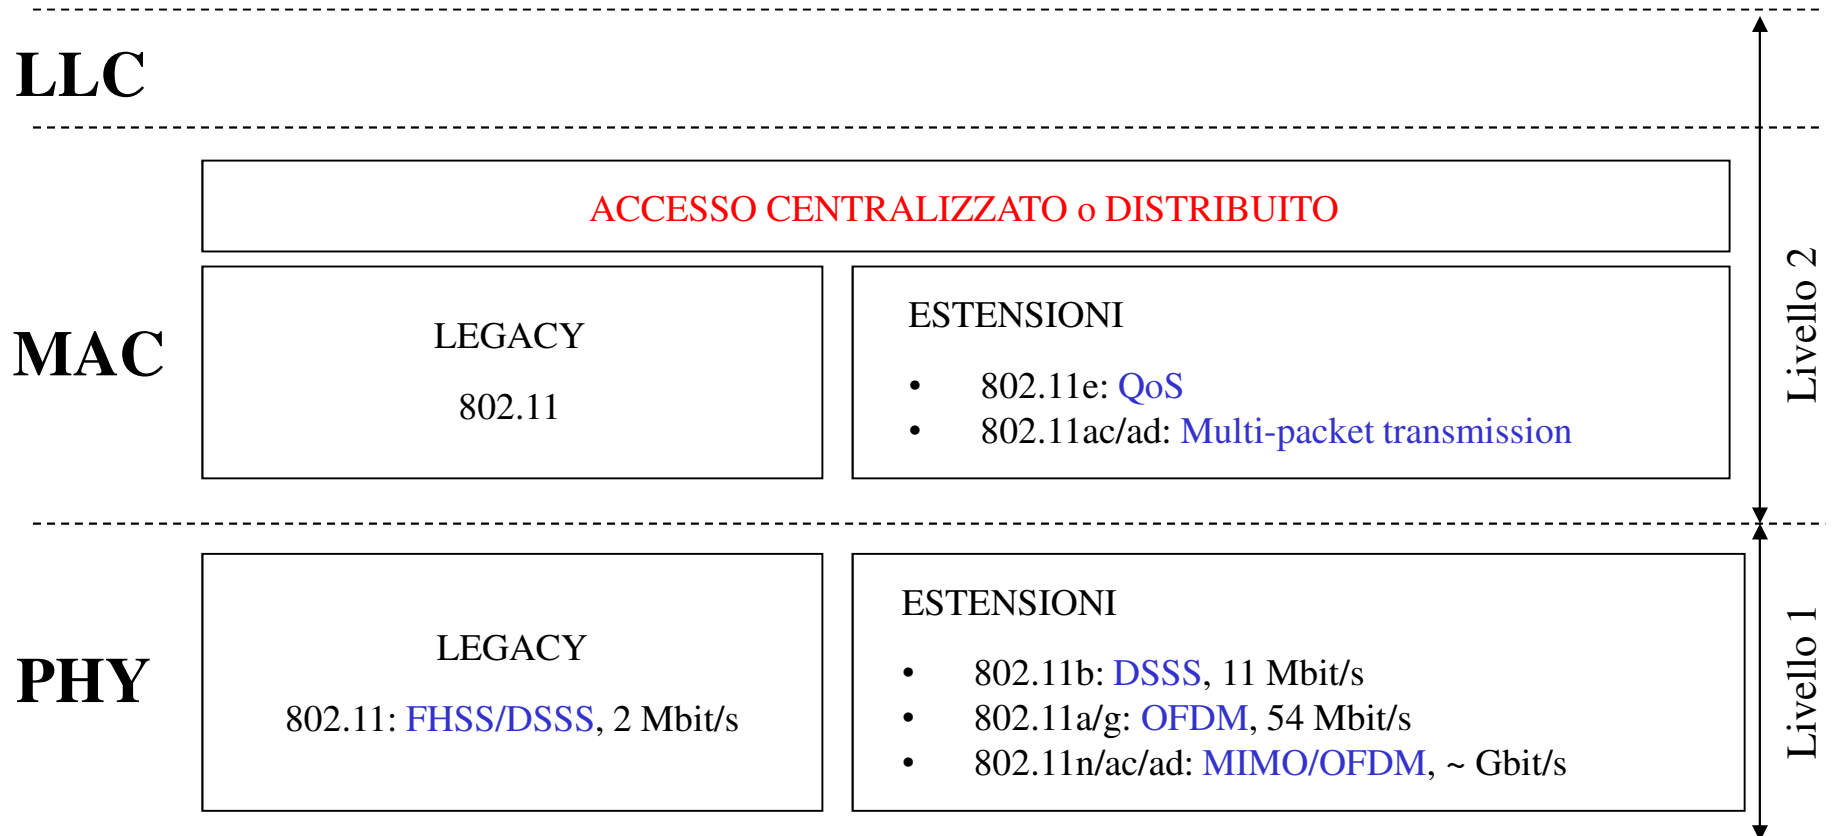 LLC
ACCESSO CENTRALIZZATO o DISTRIBUITO
MAC
LEGACY
802.11
ESTENSIONI
• 802.11e: QoS
• 802.11ac/ad: Multi-packet transmission
Livello 2
PHY
LEGACY
802.11: FHSS/DSSS, 2 Mbit/s
ESTENSIONI
• 802.11b: DSSS, 11 Mbit/s
• 802.11a/g: OFDM, 54 Mbit/s
• 802.11n/ac/ad: MIMO/OFDM, ~ Gbit/s
Livello 1